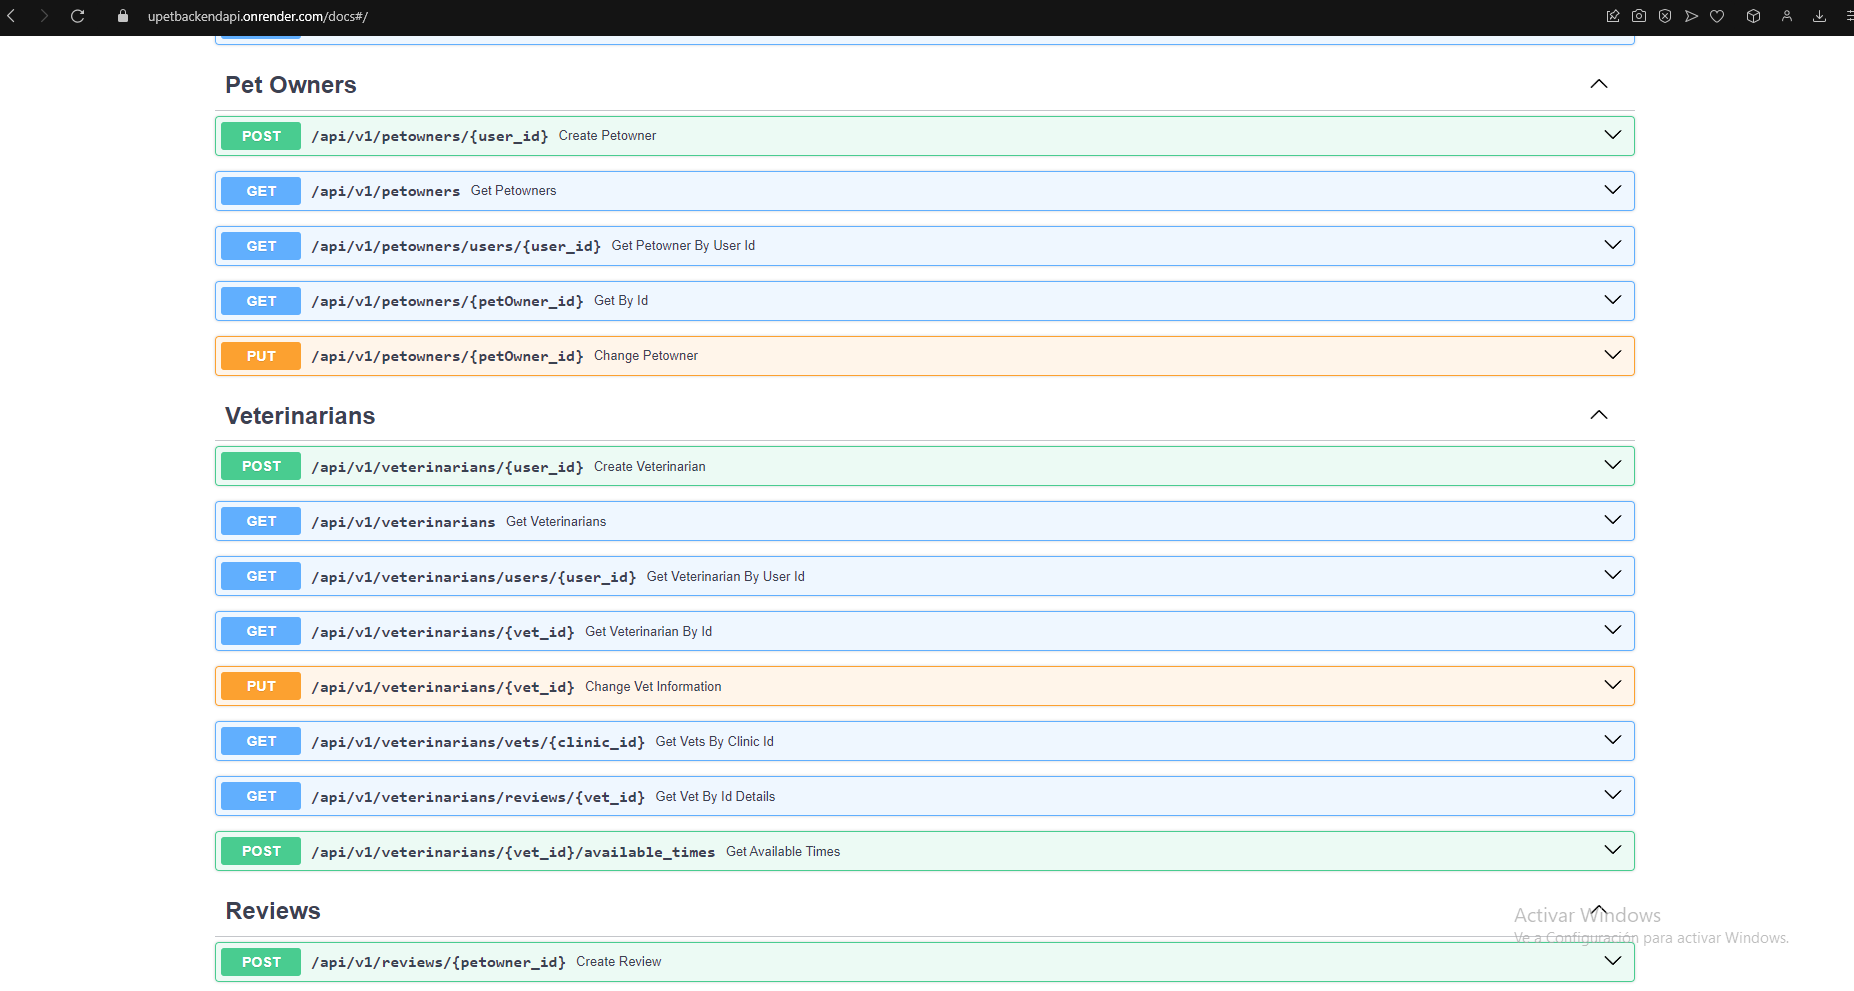 upetbackendapi.onrender.com/docs#/
Pet Owners
POST /api/v1/petowners/{user_id} Create Petowner
GET /api/v1/petowners Get Petowners
GET /api/v1/petowners/users/{user_id} Get Petowner By User Id
GET /api/v1/petowners/{petOwner_id} Get By Id
PUT /api/v1/petowners/{petOwner_id} Change Petowner
Veterinarians
POST /api/v1/veterinarians/{user_id} Create Veterinarian
GET /api/v1/veterinarians Get Veterinarians
GET /api/v1/veterinarians/users/{user_id} Get Veterinarian By User Id
GET /api/v1/veterinarians/{vet_id} Get Veterinarian By Id
PUT /api/v1/veterinarians/{vet_id} Change Vet Information
GET /api/v1/veterinarians/vets/{clinic_id} Get Vets By Clinic Id
GET /api/v1/veterinarians/reviews/{vet_id} Get Vet By Id Details
POST /api/v1/veterinarians/{vet_id}/available_times Get Available Times
Reviews
Activar Windows
Ve a Configuración para activar Windows.
POST /api/v1/reviews/{petowner_id} Create Review